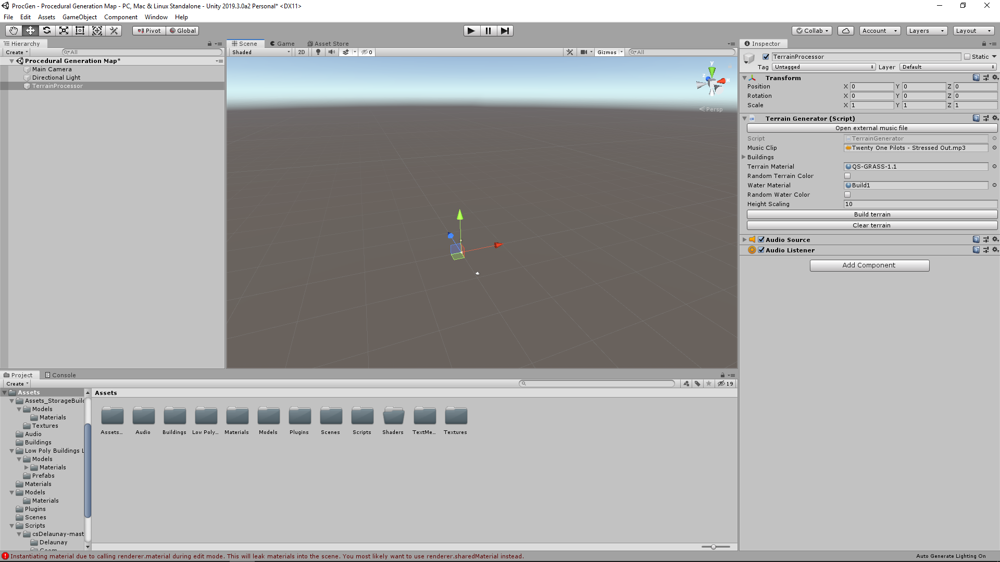 ProcGen - Procedural Generation Map - PC, Mac & Linux Standalone - Unity 2019.3.0a2 Personal* <DX11>
File Edit Assets GameObject Component Window Help
Pivot Global Collab Account Layers Layout
Hierarchy
Create All
Procedural Generation Map*
Main Camera
Directional Light
TerrainProcessor
Scene Game Asset Store
Shaded 2D 0 Gizmos All
y
z x
Persp
Inspector
TerrainProcessor Static
Tag Untagged Layer Default
Transform
Position X 0 Y 0 Z 0
Rotation X 0 Y 0 Z 0
Scale X 1 Y 1 Z 1
Terrain Generator (Script)
Open external music file
Script TerrainGenerator
Music Clip Twenty One Pilots - Stressed Out.mp3
Buildings
Terrain Material QS-GRASS-1.1
Random Terrain Color
Water Material Build1
Random Water Color
Height Scaling 10
Build terrain
Clear terrain
Audio Source
Audio Listener
Add Component
Project Console
Create 19
Assets
Assets_StorageBuild
Models
Materials
Textures
Audio
Buildings
Low Poly Buildings L
Models
Materials
Prefabs
Materials
Models
Materials
Plugins
Scenes
Scripts
csDelaunay-mast
Delaunay
Geom
Assets
Assets... Audio Buildings Low Poly... Materials Models Plugins Scenes Scripts Shaders TextMe... Textures
Instantiating material due to calling renderer.material during edit mode. This will leak materials into the scene. You most likely want to use renderer.sharedMaterial instead.
Auto Generate Lighting On